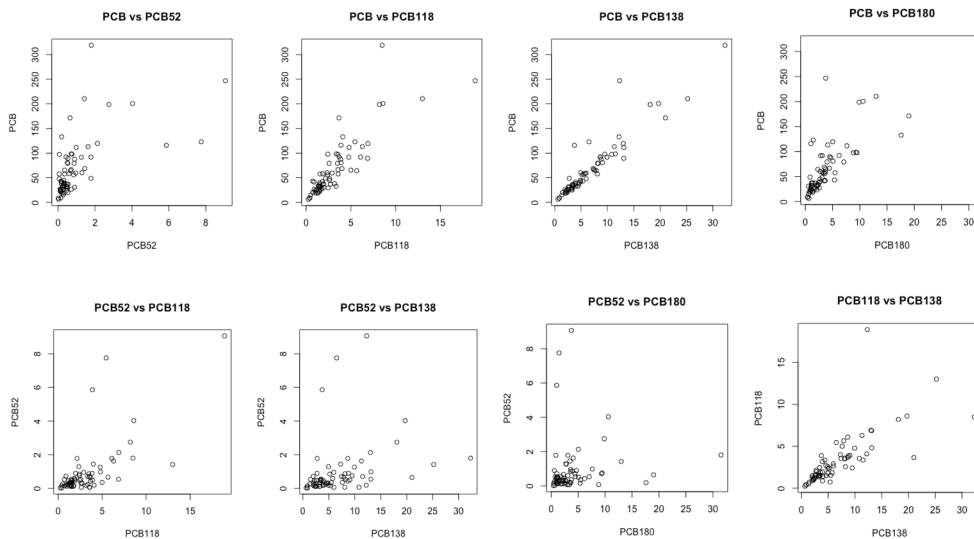 PCB vs PCB52
PCB vs PCB118
PCB vs PCB138
PCB vs PCB180
PCB
0 50 100 150 200 250 300
0 2 4 6 8
PCB52
PCB
0 50 100 150 200 250 300
0 5 10 15
PCB118
PCB
0 50 100 150 200 250 300
0 5 10 15 20 25 30
PCB138
PCB
0 50 100 150 200 250 300
0 5 10 15 20 25 30
PCB180
PCB52 vs PCB118
PCB52 vs PCB138
PCB52 vs PCB180
PCB118 vs PCB138
PCB52
0 2 4 6 8
0 5 10 15
PCB118
PCB52
0 2 4 6 8
0 5 10 15 20 25 30
PCB138
PCB52
0 2 4 6 8
0 5 10 15 20 25 30
PCB180
PCB118
0 5 10 15
0 5 10 15 20 25 30
PCB138